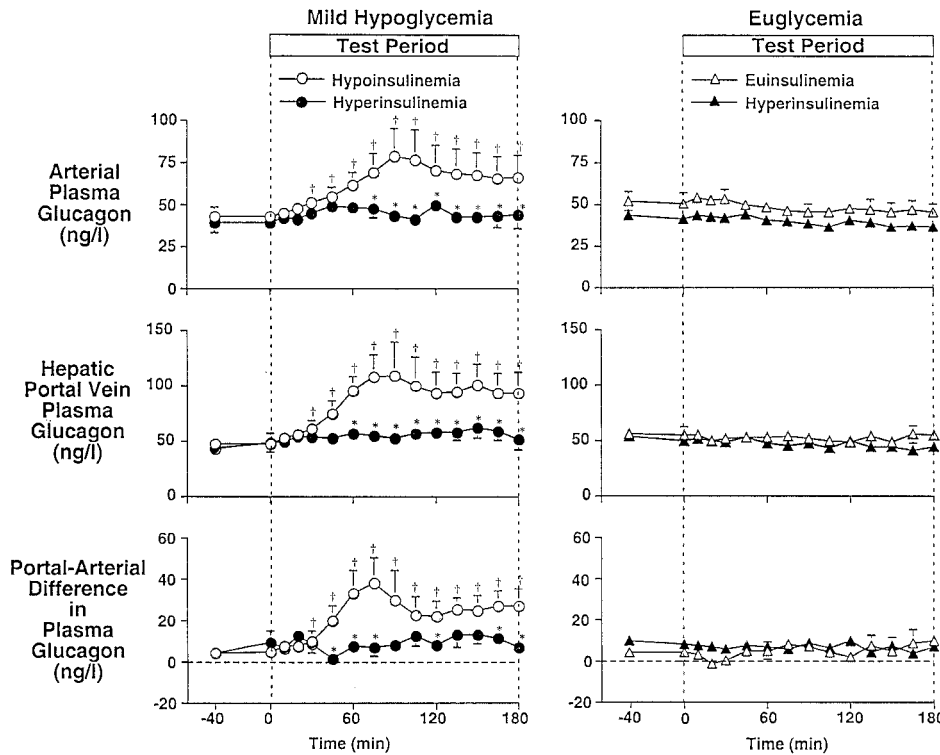 Mild Hypoglycemia
Test Period
Hypoinsulinemia
Hyperinsulinemia
Euglycemia
Test Period
Euinsulinemia
Hyperinsulinemia
Arterial
Plasma
Glucagon
(ng/l)
100
75
50
25
0
† † † † † † † † † † †
* * * * * * * *
100
75
50
25
0
Hepatic
Portal Vein
Plasma
Glucagon
(ng/l)
150
100
50
0
† † † † † † † † † † †
* * * * * * * * *
150
100
50
0
Portal-Arterial
Difference
in
Plasma
Glucagon
(ng/l)
60
40
20
0
-20
† † † † † † † † † † †
* * * * * *
60
40
20
0
-20
-40 0 60 120 180
Time (min)
-40 0 60 120 180
Time (min)